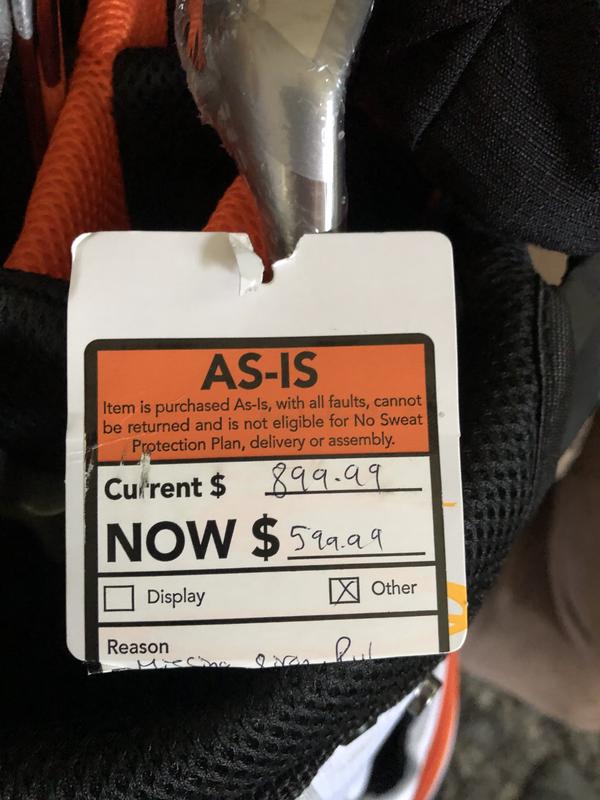 AS-IS
Item is purchased As-Is, with all faults, cannot
be returned and is not eligible for No Sweat
Protection Plan, delivery or assembly.
Current $ 899.99
NOW $ 599.99
Display Other
Reason
Missing